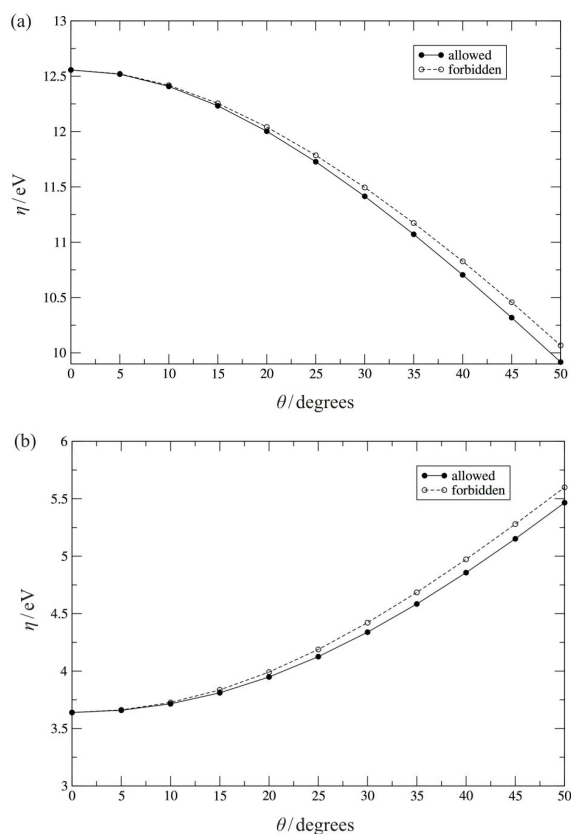 (a)
13
12.5
12
11.5
11
10.5
10
η / eV
allowed
forbidden
0 5 10 15 20 25 30 35 40 45 50
θ / degrees
(b)
6
5.5
5
4.5
4
3.5
3
η / eV
allowed
forbidden
0 5 10 15 20 25 30 35 40 45 50
θ / degrees